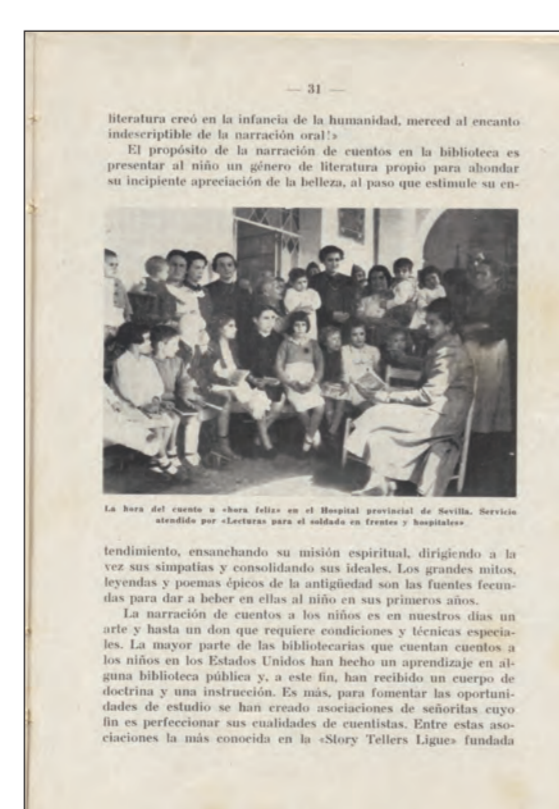 — 31 —
literatura creó en la infancia de la humanidad, merced al encanto
indescriptible de la narración oral!»
El propósito de la narración de cuentos en la biblioteca es
presentar al niño un género de literatura propio para ahondar
su incipiente apreciación de la belleza, al paso que estimule su en-
La hora del cuento u «hora feliz» en el Hospital provincial de Sevilla. Servicio
atendido por «Lecturas para el soldado en frentes y hospitales»
tendimiento, ensanchando su misión espiritual, dirigiendo a la
vez sus simpatías y consolidando sus ideales. Los grandes mitos,
leyendas y poemas épicos de la antigüedad son las fuentes fecun-
das para dar a beber en ellas al niño en sus primeros años.
La narración de cuentos a los niños es en nuestros días un
arte y hasta un don que requiere condiciones y técnicas especia-
les. La mayor parte de las bibliotecarias que cuentan cuentos a
los niños en los Estados Unidos han hecho un aprendizaje en al-
guna biblioteca pública y, a este fin, han recibido un cuerpo de
doctrina y una instrucción. Es más, para fomentar las oportuni-
dades de estudio se han creado asociaciones de señoritas cuyo
fin es perfeccionar sus cualidades de cuentistas. Entre estas aso-
ciaciones la más conocida en la «Story Tellers Ligue» fundada